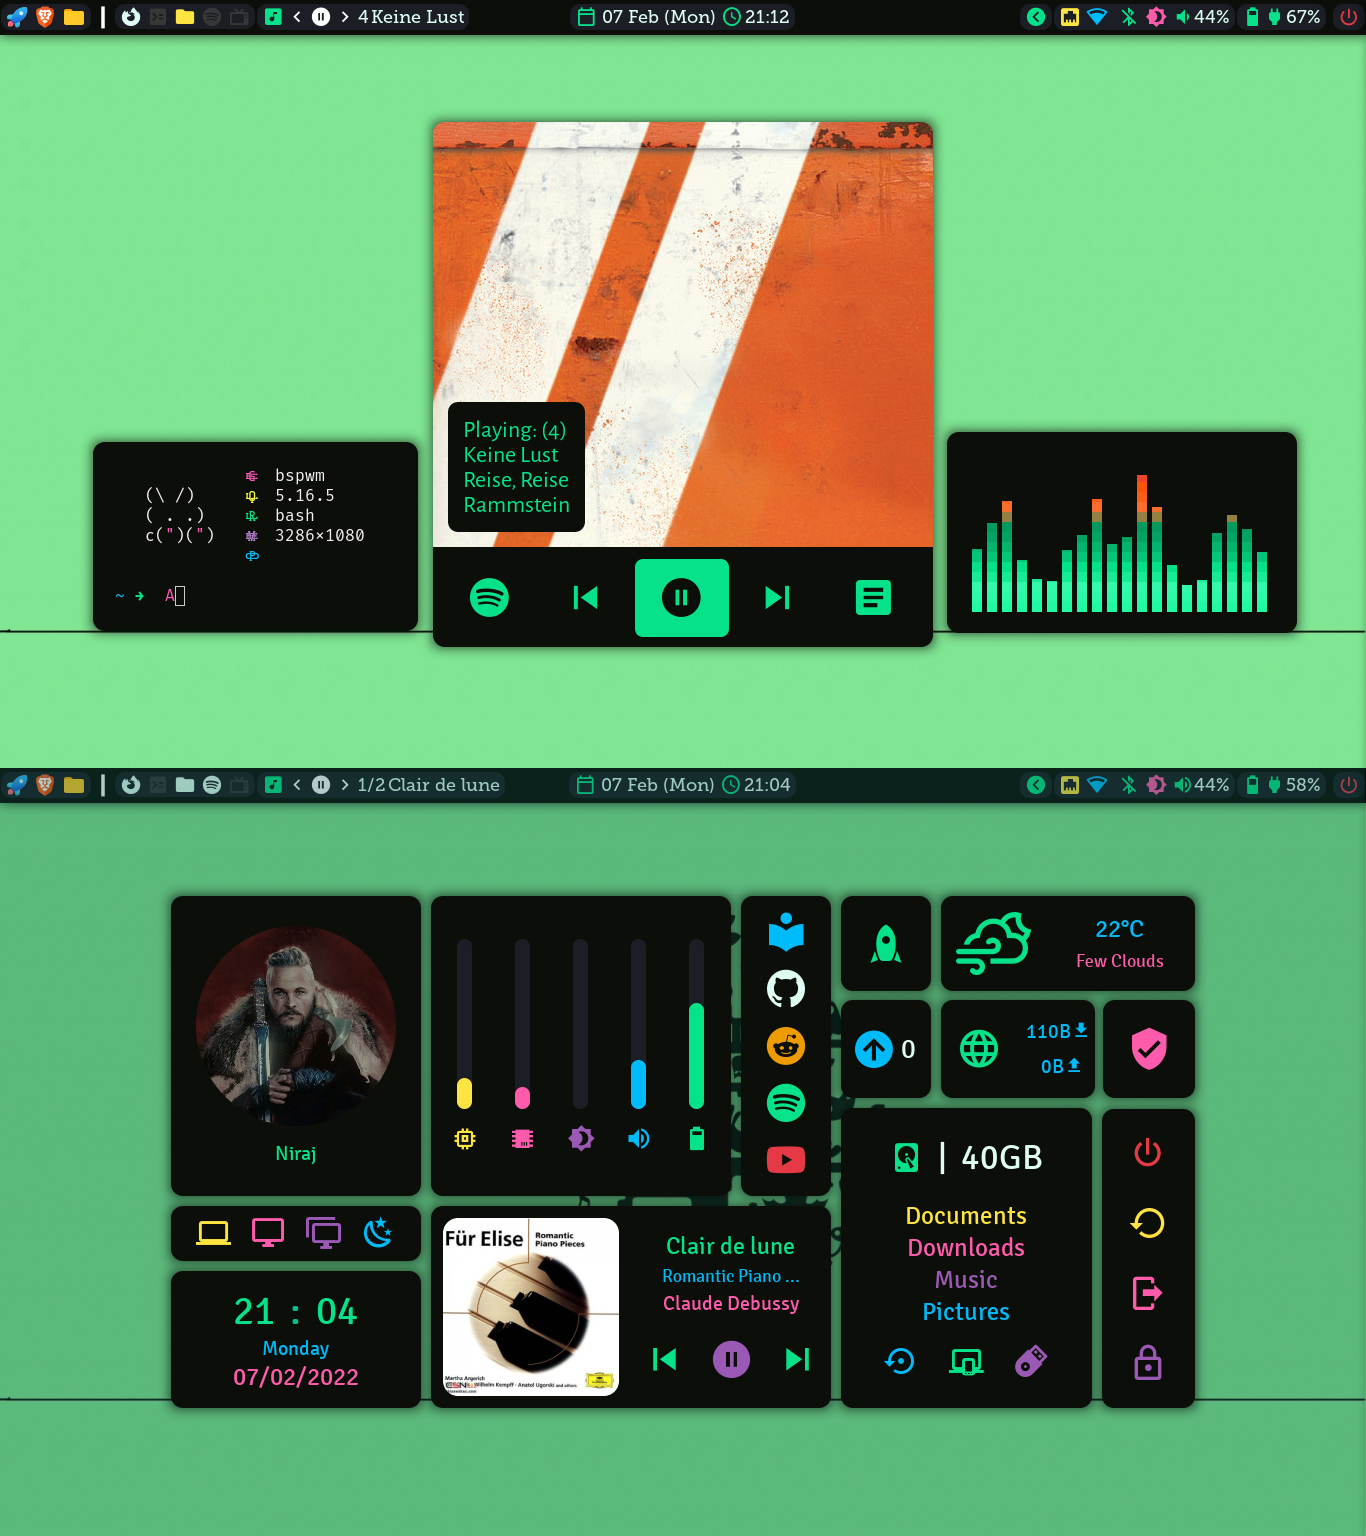 4 Keine Lust
07 Feb (Mon)
21:12
44%
67%
Playing: (4)
Keine Lust
Reise, Reise
Rammstein
(\ /)
( . .)
c(")(")
bspwm
5.16.5
bash
3286×1080
~ → A
1/2 Clair de lune
07 Feb (Mon)
21:04
44%
58%
Niraj
22°C
Few Clouds
0
110B
0B
| 40GB
Documents
Downloads
Music
Pictures
21 : 04
Monday
07/02/2022
Für Elise
Romantic
Piano Pieces
Martha Argerich
Wilhelm Kempff · Anatol Ugorski and others
Clair de lune
Romantic Piano ...
Claude Debussy